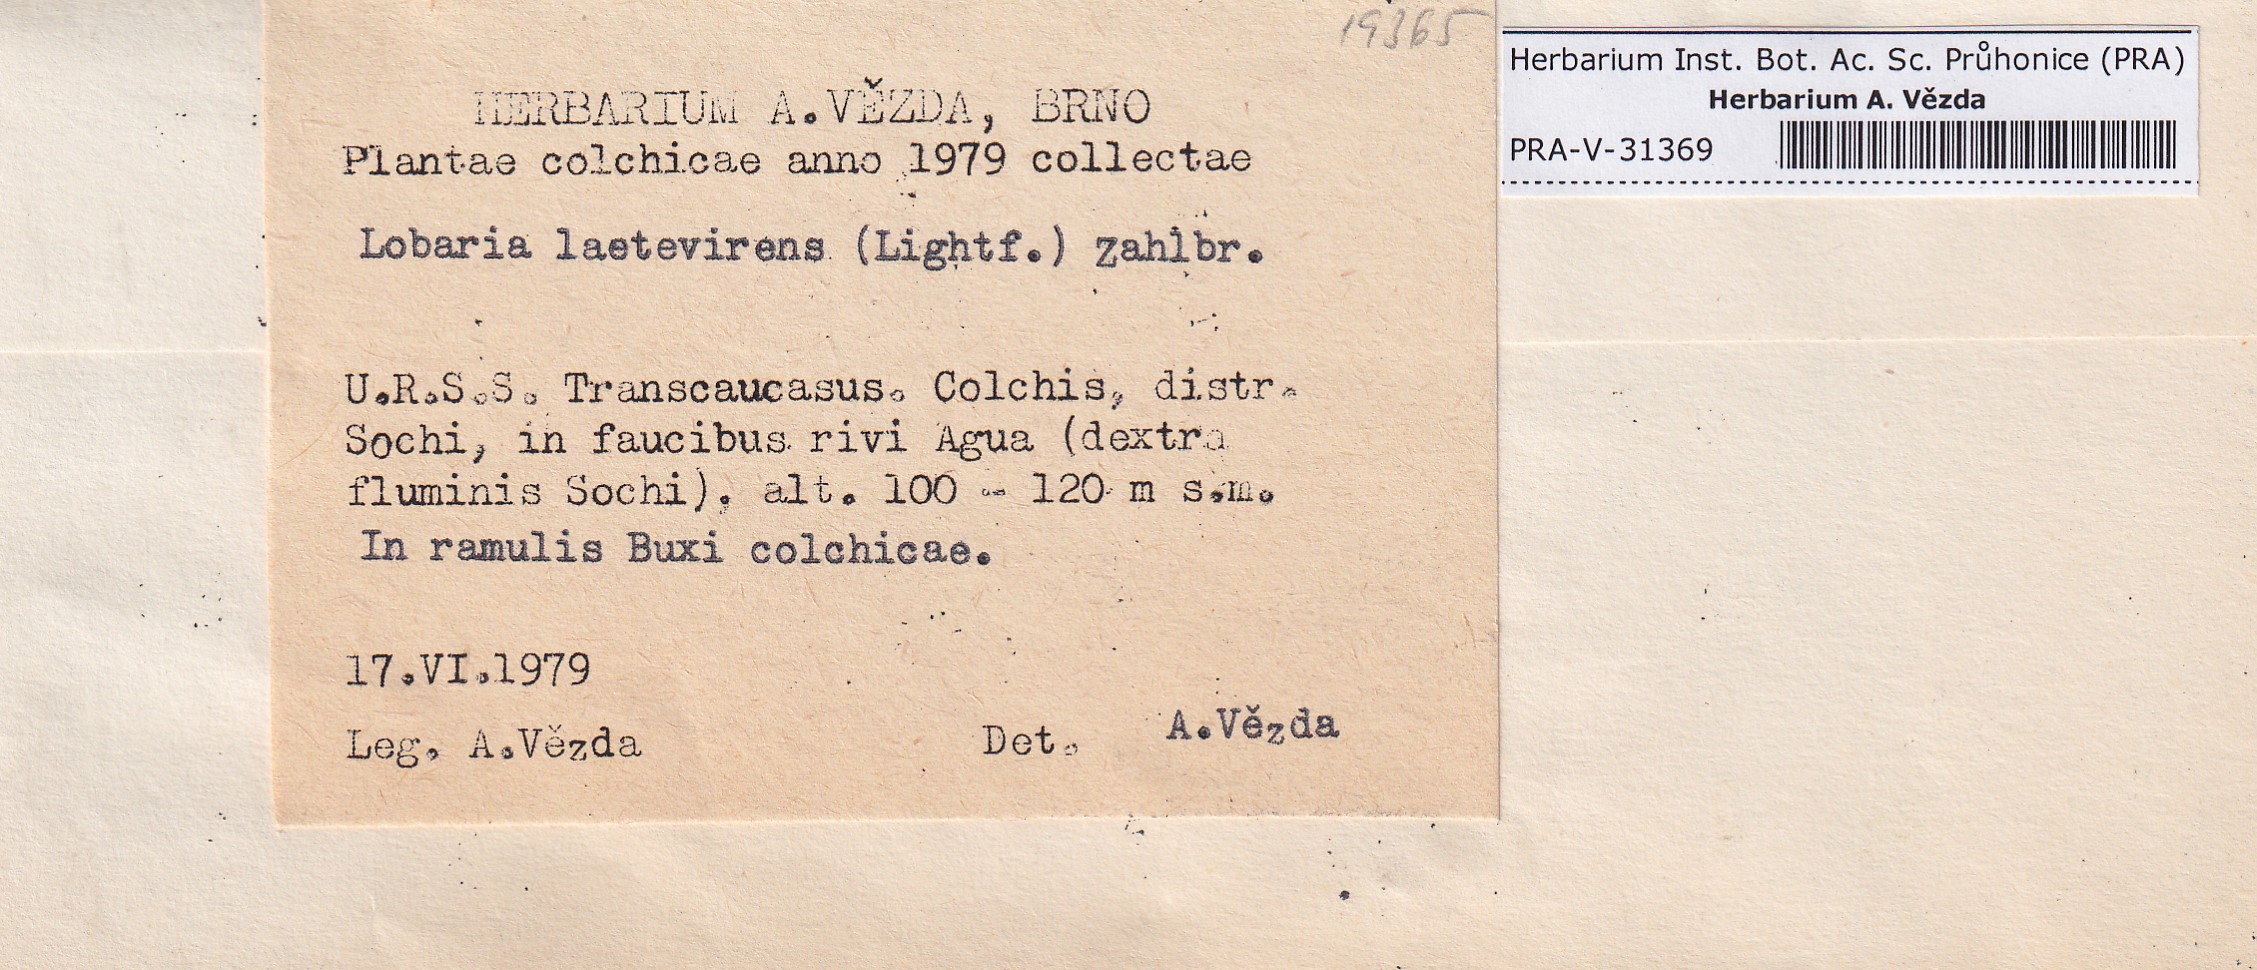 19365
HERBARIUM A.VĚZDA, BRNO
Plantae colchicae anno 1979 collectae
Lobaria laetevirens (Lightf.) Zahlbr.
U.R.S.S. Transcaucasus. Colchis, distr.
Sochi, in faucibus rivi Agua (dextra
fluminis Sochi), alt. 100 - 120 m s.m.
In ramulis Buxi colchicae.
17.VI.1979
Leg. A.Vězda Det. A.Vězda
Herbarium Inst. Bot. Ac. Sc. Průhonice (PRA)
Herbarium A. Vězda
PRA-V-31369